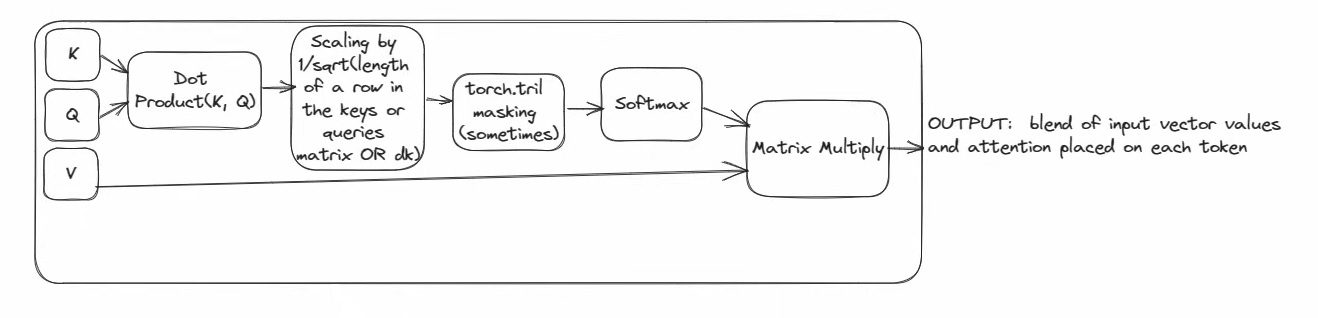 K
Q
V
Dot
Product(K, Q)
Scaling by
1/sqrt(length
of a row in
the keys or
queries
matrix OR dk)
torch.tril
masking
(sometimes)
Softmax
Matrix Multiply
OUTPUT: blend of input vector values
and attention placed on each token